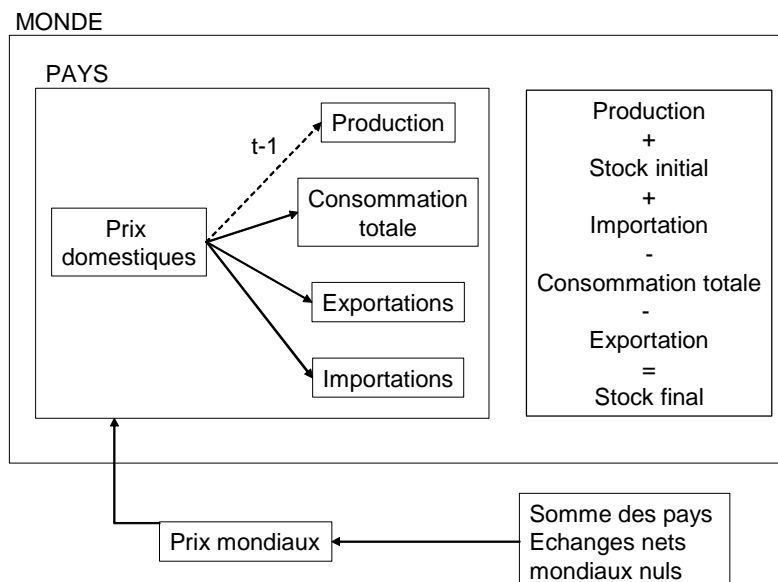 MONDE
PAYS
Production
t-1
Consommation
totale
Prix
domestiques
Exportations
Importations
Production
+
Stock initial
+
Importation
-
Consommation totale
-
Exportation
=
Stock final
Prix mondiaux
Somme des pays
Echanges nets
mondiaux nuls